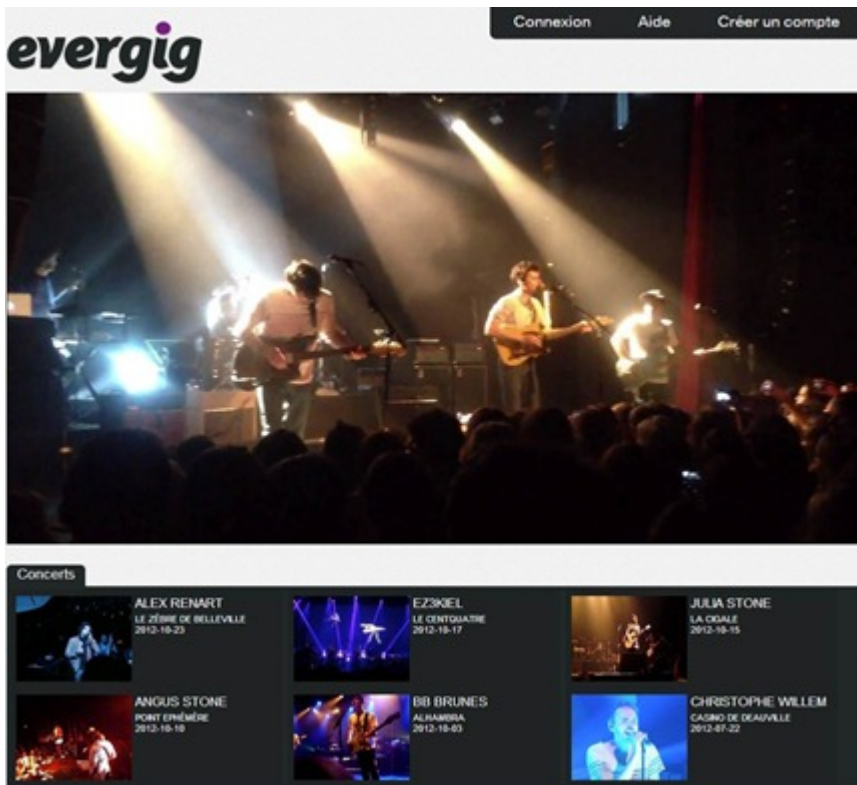 evergig
Connexion Aide Créer un compte
Concerts
ALEX RENART
LE ZÈBRE DE BELLEVILLE
2012-10-23
EZ3KIEL
LE CENTQUATRE
2012-10-17
JULIA STONE
LA CIGALE
2012-10-15
ANGUS STONE
POINT EPHÉMÈRE
2012-10-10
BB BRUNES
ALHAMBRA
2012-10-03
CHRISTOPHE WILLEM
CASINO DE DEAUVILLE
2012-07-22